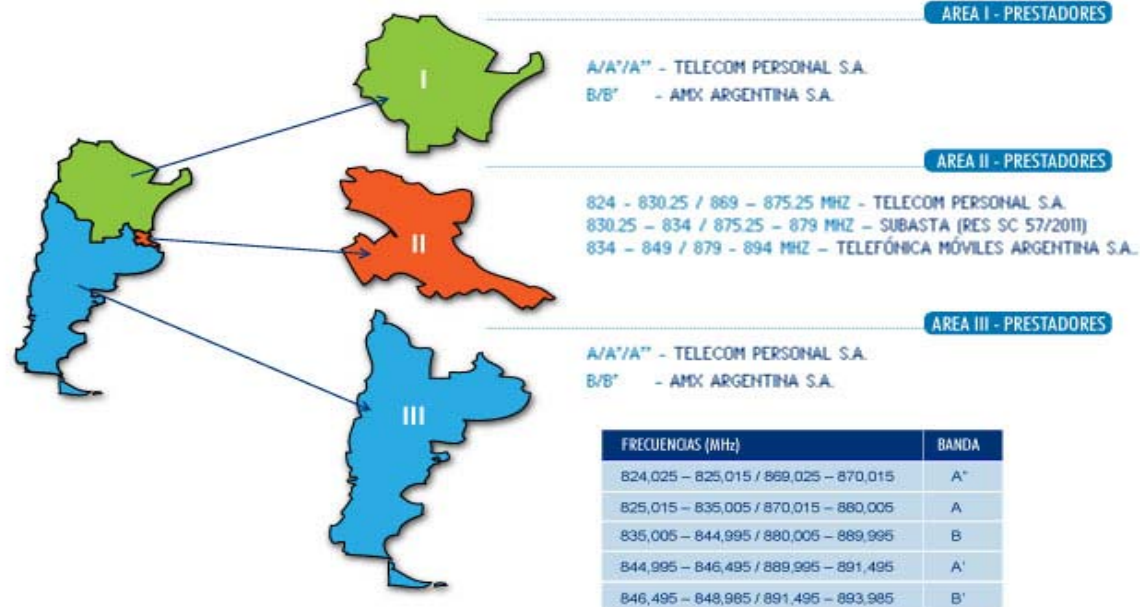 AREA I - PRESTADORES
I
A/A'/A'' - TELECOM PERSONAL S.A.
B/B' - AMX ARGENTINA S.A.
AREA II - PRESTADORES
II
824 - 830.25 / 869 – 875.25 MHZ - TELECOM PERSONAL S.A.
830.25 – 834 / 875.25 – 879 MHZ – SUBASTA (RES SC 57/2011)
834 – 849 / 879 - 894 MHZ – TELEFÓNICA MÓVILES ARGENTINA S.A..
AREA III - PRESTADORES
III
A/A'/A'' - TELECOM PERSONAL S.A.
B/B' - AMX ARGENTINA S.A.
FRECUENCIAS (MHz) BANDA
824,025 – 825,015 / 869,025 – 870,015 A"
825,015 – 835,005 / 870,015 – 880,005 A
835,005 – 844,995 / 880,005 – 889,995 B
844,995 – 846,495 / 889,995 – 891,495 A'
846,495 – 848,985 / 891,495 – 893,985 B'